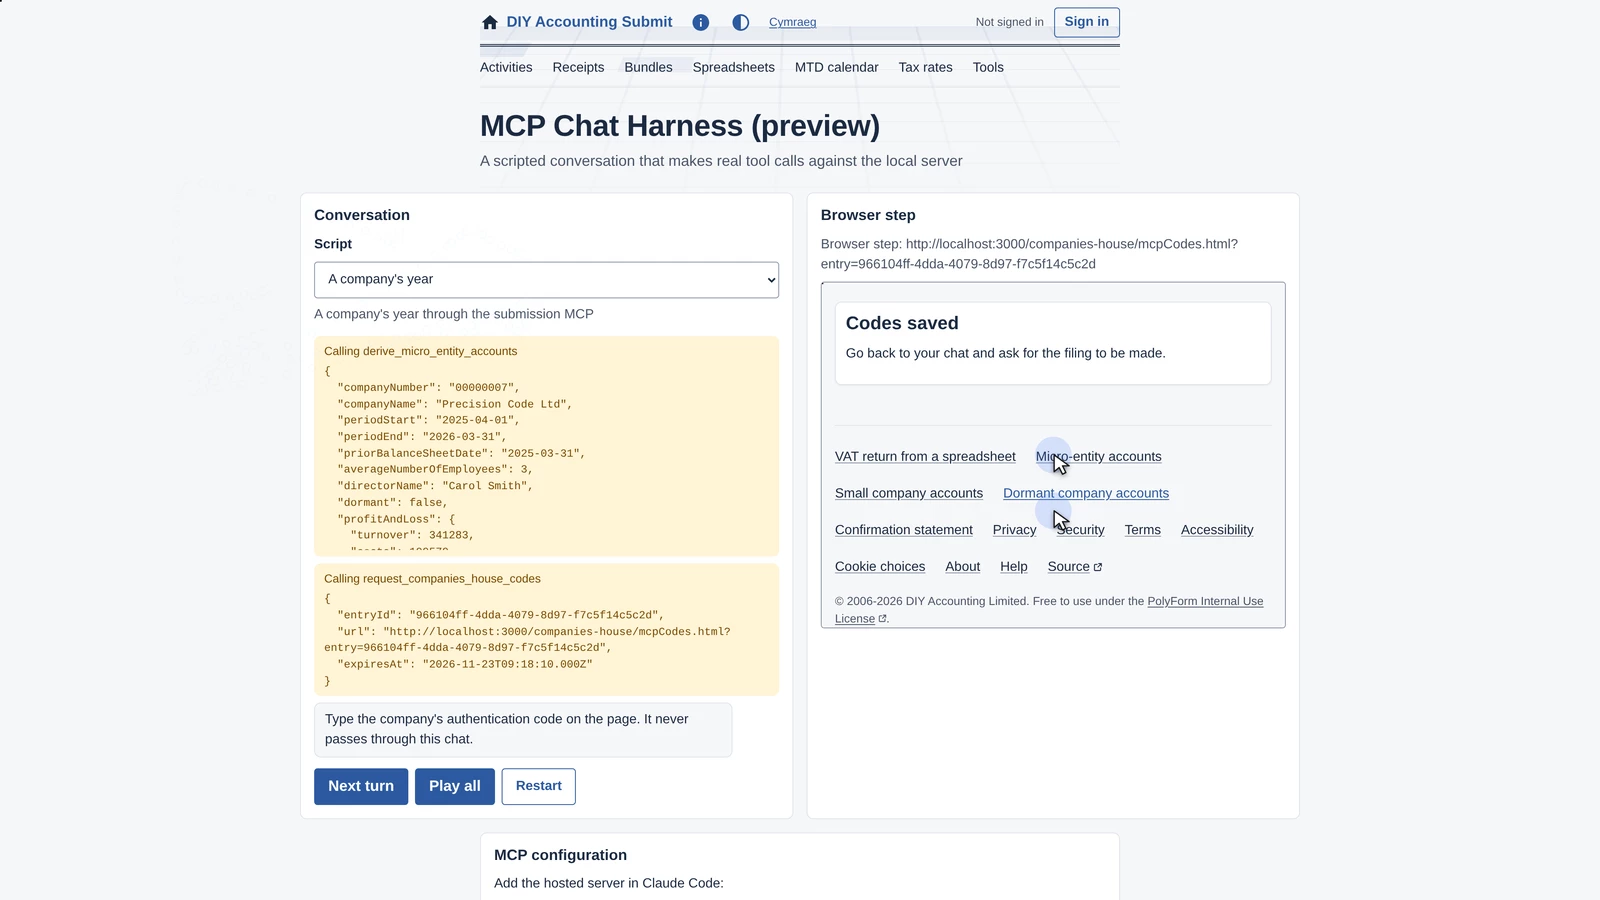 DIY Accounting Submit
Cymraeg
Not signed in
Sign in
Activities
Receipts
Bundles
Spreadsheets
MTD calendar
Tax rates
Tools
MCP Chat Harness (preview)
A scripted conversation that makes real tool calls against the local server
Conversation
Script
A company's year
A company's year through the submission MCP
Calling derive_micro_entity_accounts
{
"companyNumber": "00000007",
"companyName": "Precision Code Ltd",
"periodStart": "2025-04-01",
"periodEnd": "2026-03-31",
"priorBalanceSheetDate": "2025-03-31",
"averageNumberOfEmployees": 3,
"directorName": "Carol Smith",
"dormant": false,
"profitAndLoss": {
"turnover": 341283,
Calling request_companies_house_codes
{
"entryId": "966104ff-4dda-4079-8d97-f7c5f14c5c2d",
"url": "http://localhost:3000/companies-house/mcpCodes.html?
entry=966104ff-4dda-4079-8d97-f7c5f14c5c2d",
"expiresAt": "2026-11-23T09:18:10.000Z"
}
Type the company's authentication code on the page. It never
passes through this chat.
Next turn
Play all
Restart
Browser step
Browser step: http://localhost:3000/companies-house/mcpCodes.html?
entry=966104ff-4dda-4079-8d97-f7c5f14c5c2d
Codes saved
Go back to your chat and ask for the filing to be made.
VAT return from a spreadsheet
Micro-entity accounts
Small company accounts
Dormant company accounts
Confirmation statement
Privacy
Security
Terms
Accessibility
Cookie choices
About
Help
Source
© 2006-2026 DIY Accounting Limited. Free to use under the PolyForm Internal Use
License.
MCP configuration
Add the hosted server in Claude Code: